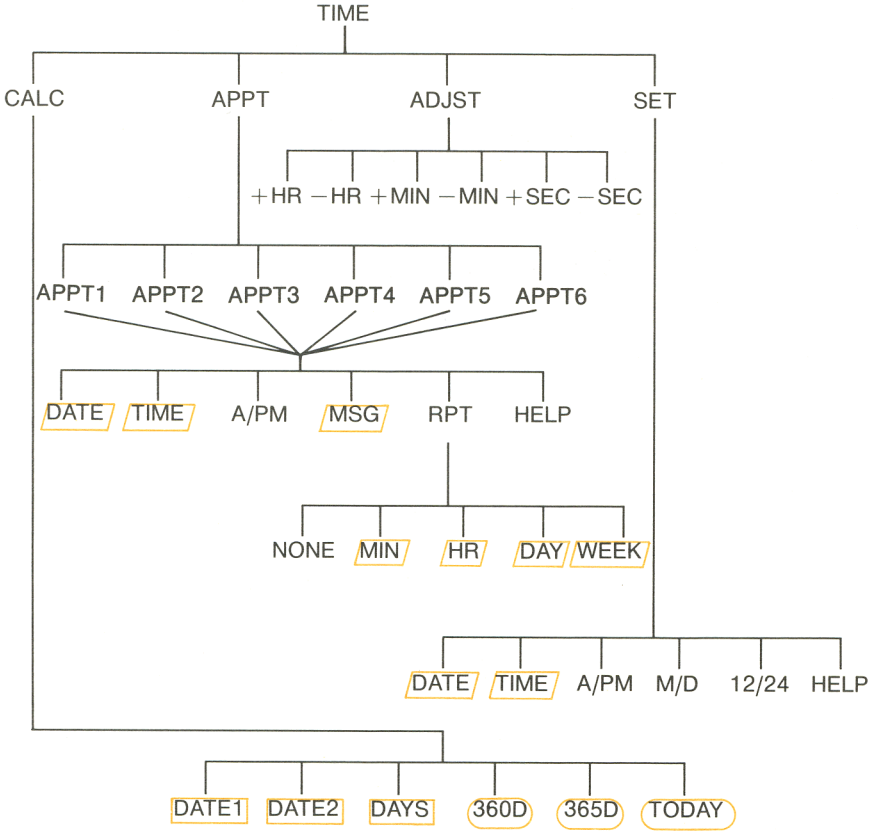 TIME
CALC APPT ADJST SET
+HR −HR +MIN −MIN +SEC −SEC
APPT1 APPT2 APPT3 APPT4 APPT5 APPT6
DATE TIME A/PM MSG RPT HELP
NONE MIN HR DAY WEEK
DATE TIME A/PM M/D 12/24 HELP
DATE1 DATE2 DAYS 360D 365D TODAY